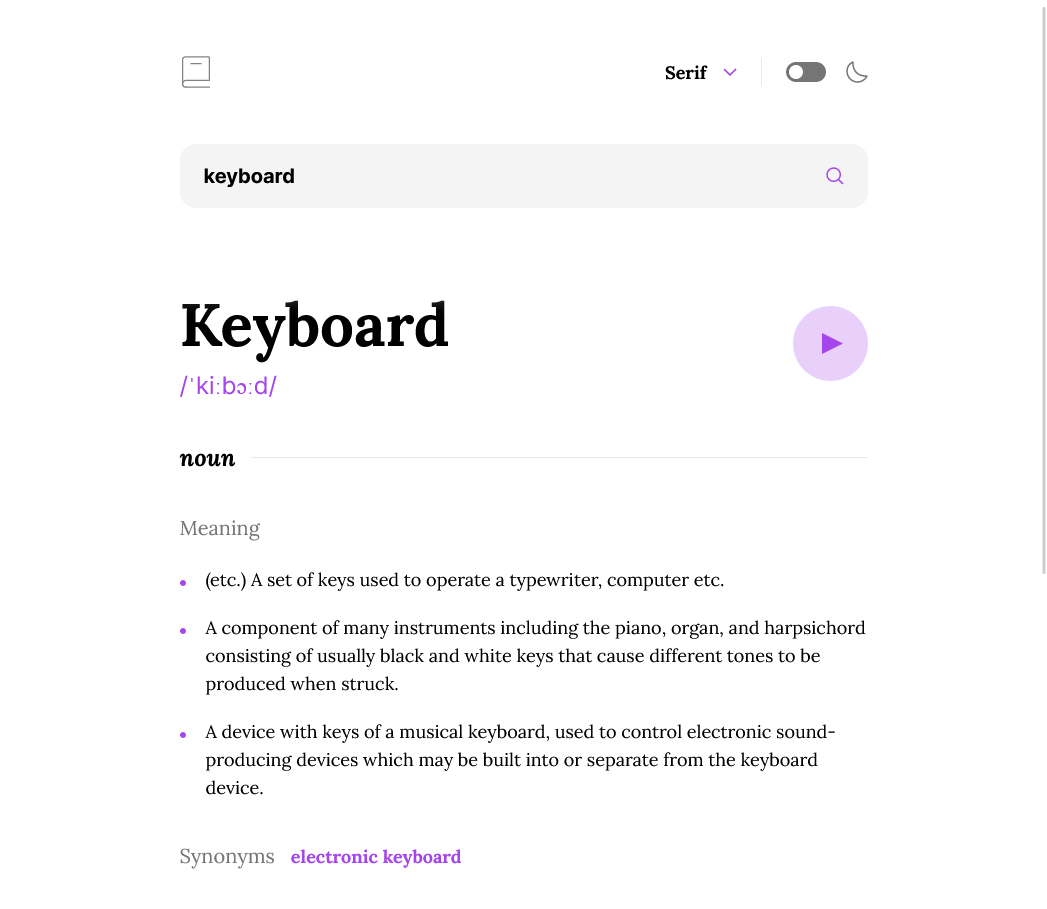 Serif
keyboard
Keyboard
/ˈkiːbɔːd/
noun
Meaning
(etc.) A set of keys used to operate a typewriter, computer etc.
A component of many instruments including the piano, organ, and harpsichord
consisting of usually black and white keys that cause different tones to be
produced when struck.
A device with keys of a musical keyboard, used to control electronic sound-
producing devices which may be built into or separate from the keyboard
device.
Synonyms electronic keyboard